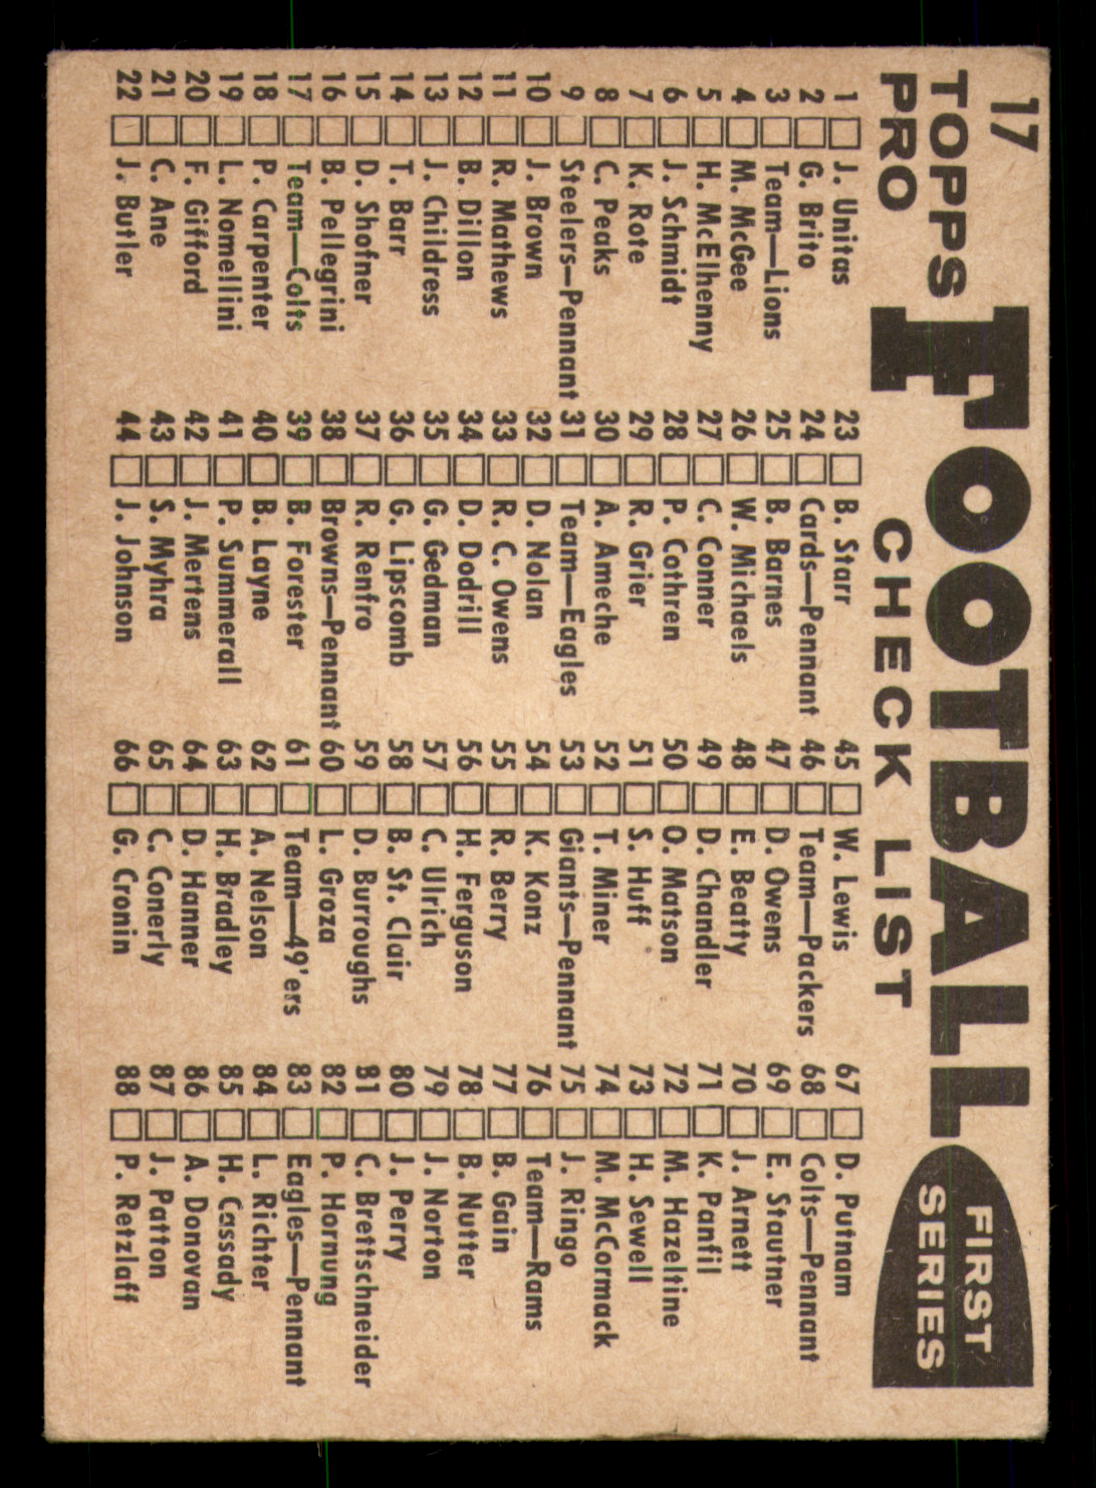 17
TOPPS FOOTBALL
PRO CHECK LIST
FIRST
SERIES
1 J. Unitas
2 G. Brito
3 Team—Lions
4 M. McGee
5 H. McElhenny
6 J. Schmidt
7 K. Rote
8 C. Peaks
9 Steelers—Pennant
10 J. Brown
11 R. Mathews
12 B. Dillon
13 J. Childress
14 T. Barr
15 D. Shofner
16 B. Pellegrini
17 Team—Colts
18 P. Carpenter
19 L. Nomellini
20 F. Gifford
21 C. Ane
22 J. Butler
23 B. Starr
24 Cards—Pennant
25 B. Barnes
26 W. Michaels
27 C. Conner
28 P. Cothren
29 R. Grier
30 A. Ameche
31 Team—Eagles
32 D. Nolan
33 R. C. Owens
34 D. Dodrill
35 G. Gedman
36 G. Lipscomb
37 R. Renfro
38 Browns—Pennant
39 B. Forester
40 B. Layne
41 P. Summerall
42 J. Mertens
43 S. Myhra
44 J. Johnson
45 W. Lewis
46 Team—Packers
47 D. Owens
48 E. Beatty
49 D. Chandler
50 O. Matson
51 S. Huff
52 T. Miner
53 Giants—Pennant
54 K. Konz
55 R. Berry
56 H. Ferguson
57 C. Ulrich
58 B. St. Clair
59 D. Burroughs
60 L. Groza
61 Team—49'ers
62 A. Nelson
63 H. Bradley
64 D. Hanner
65 C. Conerly
66 G. Cronin
67 D. Putnam
68 Colts—Pennant
69 E. Stautner
70 J. Arnett
71 K. Panfil
72 M. Hazeltine
73 H. Sewell
74 M. McCormack
75 J. Ringo
76 Team—Rams
77 B. Gain
78 B. Nutter
79 J. Norton
80 J. Perry
81 C. Brettschneider
82 P. Hornung
83 Eagles—Pennant
84 L. Richter
85 H. Cassady
86 A. Donovan
87 J. Patton
88 P. Retzlaff